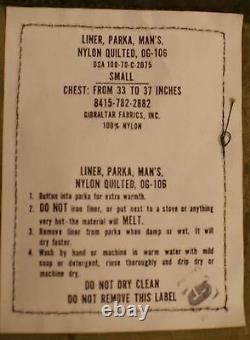 LINER, PARKA, MAN'S,
NYLON QUILTED, OG-106
DSA 100-70-C-2075
SMALL
CHEST: FROM 33 TO 37 INCHES
8415-782-2882
GIBRALTAR FABRICS, INC.
100% NYLON
LINER, PARKA, MAN'S,
NYLON QUILTED, OG-106
1. Button into parka for extra warmth.
2. DO NOT iron liner, or put next to a stove or anything
very hot- the material will MELT.
3. Remove liner from parka when damp or wet. It will
dry faster.
4. Wash by hand or machine in warm water with mild
soap or detergent, rinse thoroughly and drip dry or
machine dry.
DO NOT DRY CLEAN
DO NOT REMOVE THIS LABEL
catshome.net